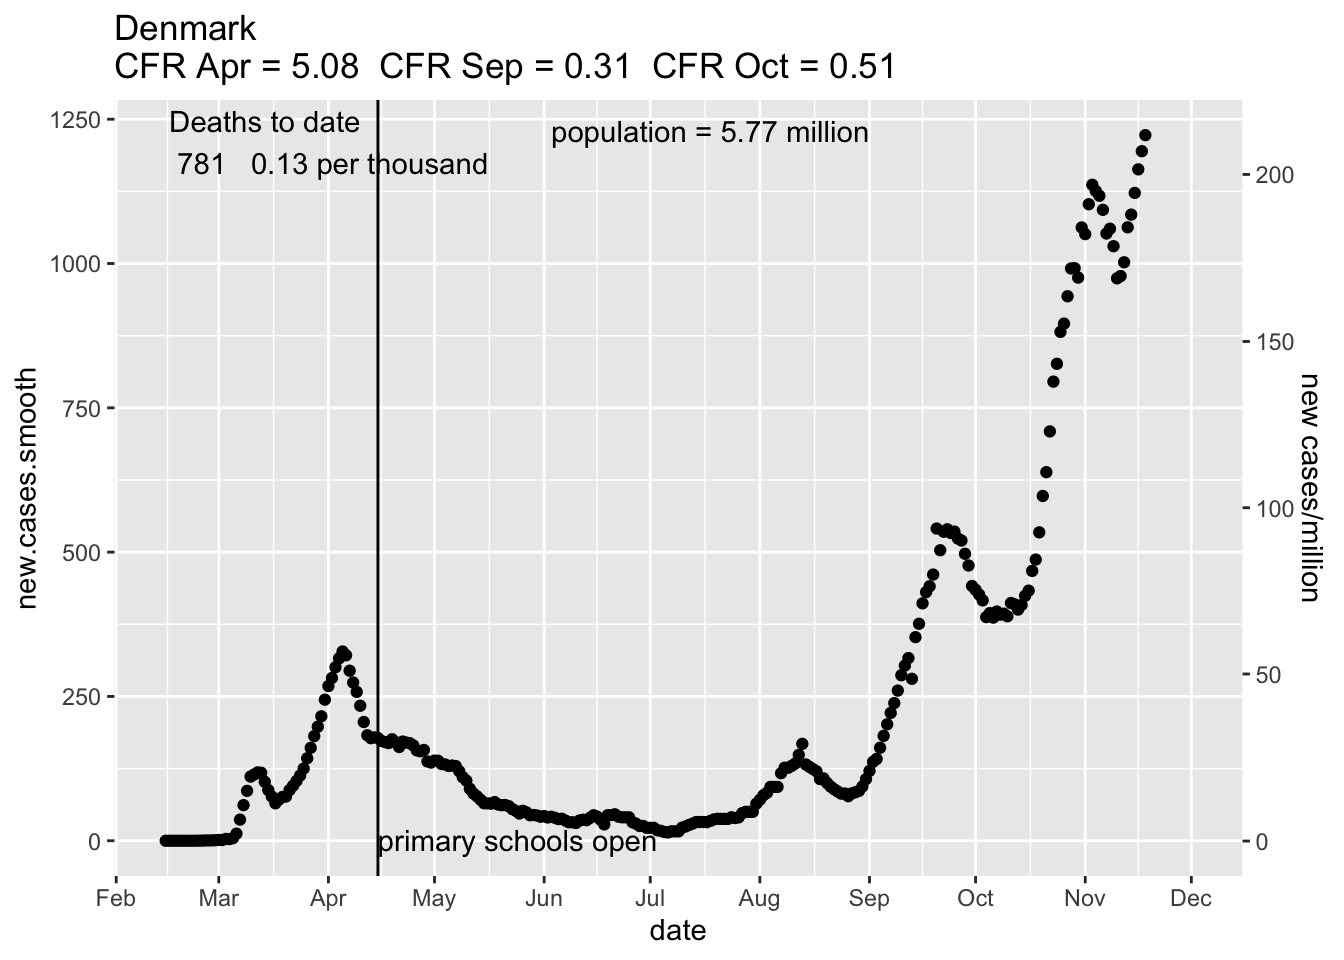 Denmark
CFR Apr = 5.08  CFR Sep = 0.31  CFR Oct = 0.51
Deaths to date
781   0.13 per thousand
population = 5.77 million
1250
1000
750
500
250
0
new.cases.smooth
200
150
100
50
0
new cases/million
primary schools open
Feb Mar Apr May Jun Jul Aug Sep Oct Nov Dec
date